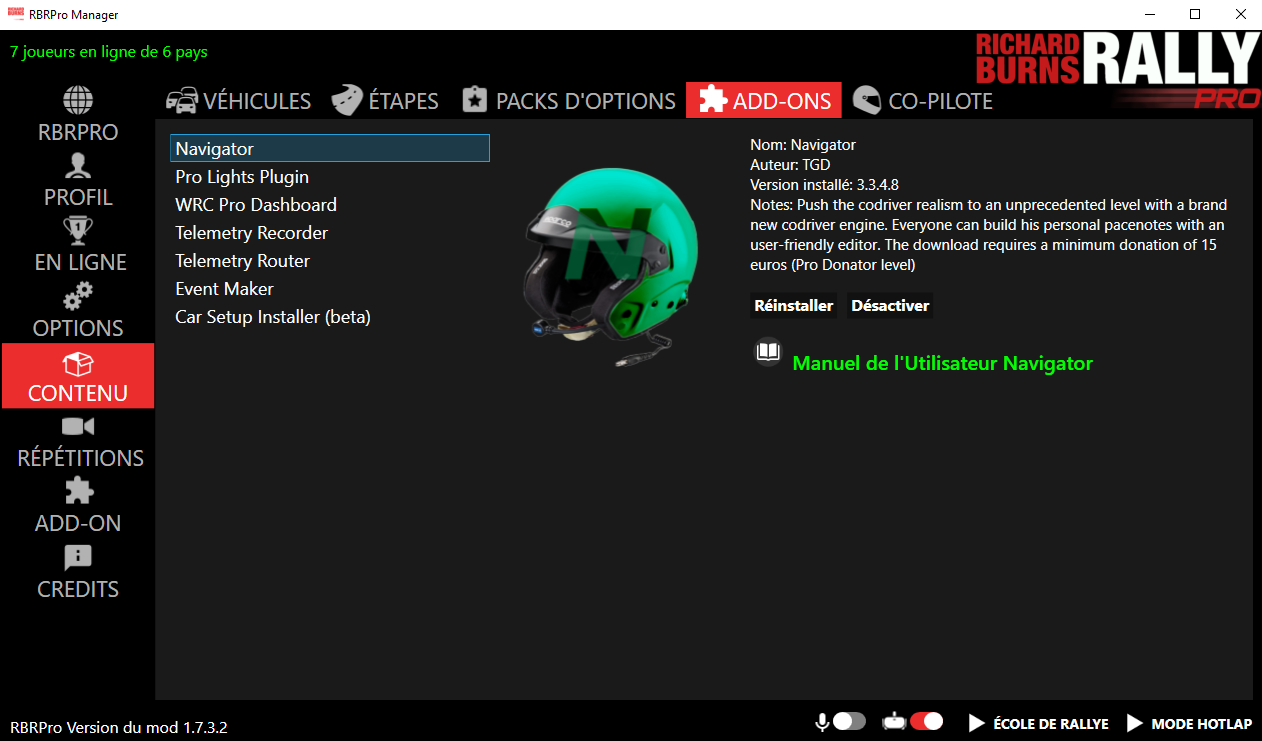 RBRPro Manager
7 joueurs en ligne de 6 pays
RICHARD BURNS RALLY PRO
RBRPRO
PROFIL
EN LIGNE
OPTIONS
CONTENU
RÉPÉTITIONS
ADD-ON
CREDITS
VÉHICULES ÉTAPES PACKS D'OPTIONS ADD-ONS CO-PILOTE
Navigator
Pro Lights Plugin
WRC Pro Dashboard
Telemetry Recorder
Telemetry Router
Event Maker
Car Setup Installer (beta)
N
Nom: Navigator
Auteur: TGD
Version installé: 3.3.4.8
Notes: Push the codriver realism to an unprecedented level with a brand
new codriver engine. Everyone can build his personal pacenotes with an
user-friendly editor. The download requires a minimum donation of 15
euros (Pro Donator level)
Réinstaller Désactiver
Manuel de l'Utilisateur Navigator
RBRPro Version du mod 1.7.3.2
ÉCOLE DE RALLYE MODE HOTLAP